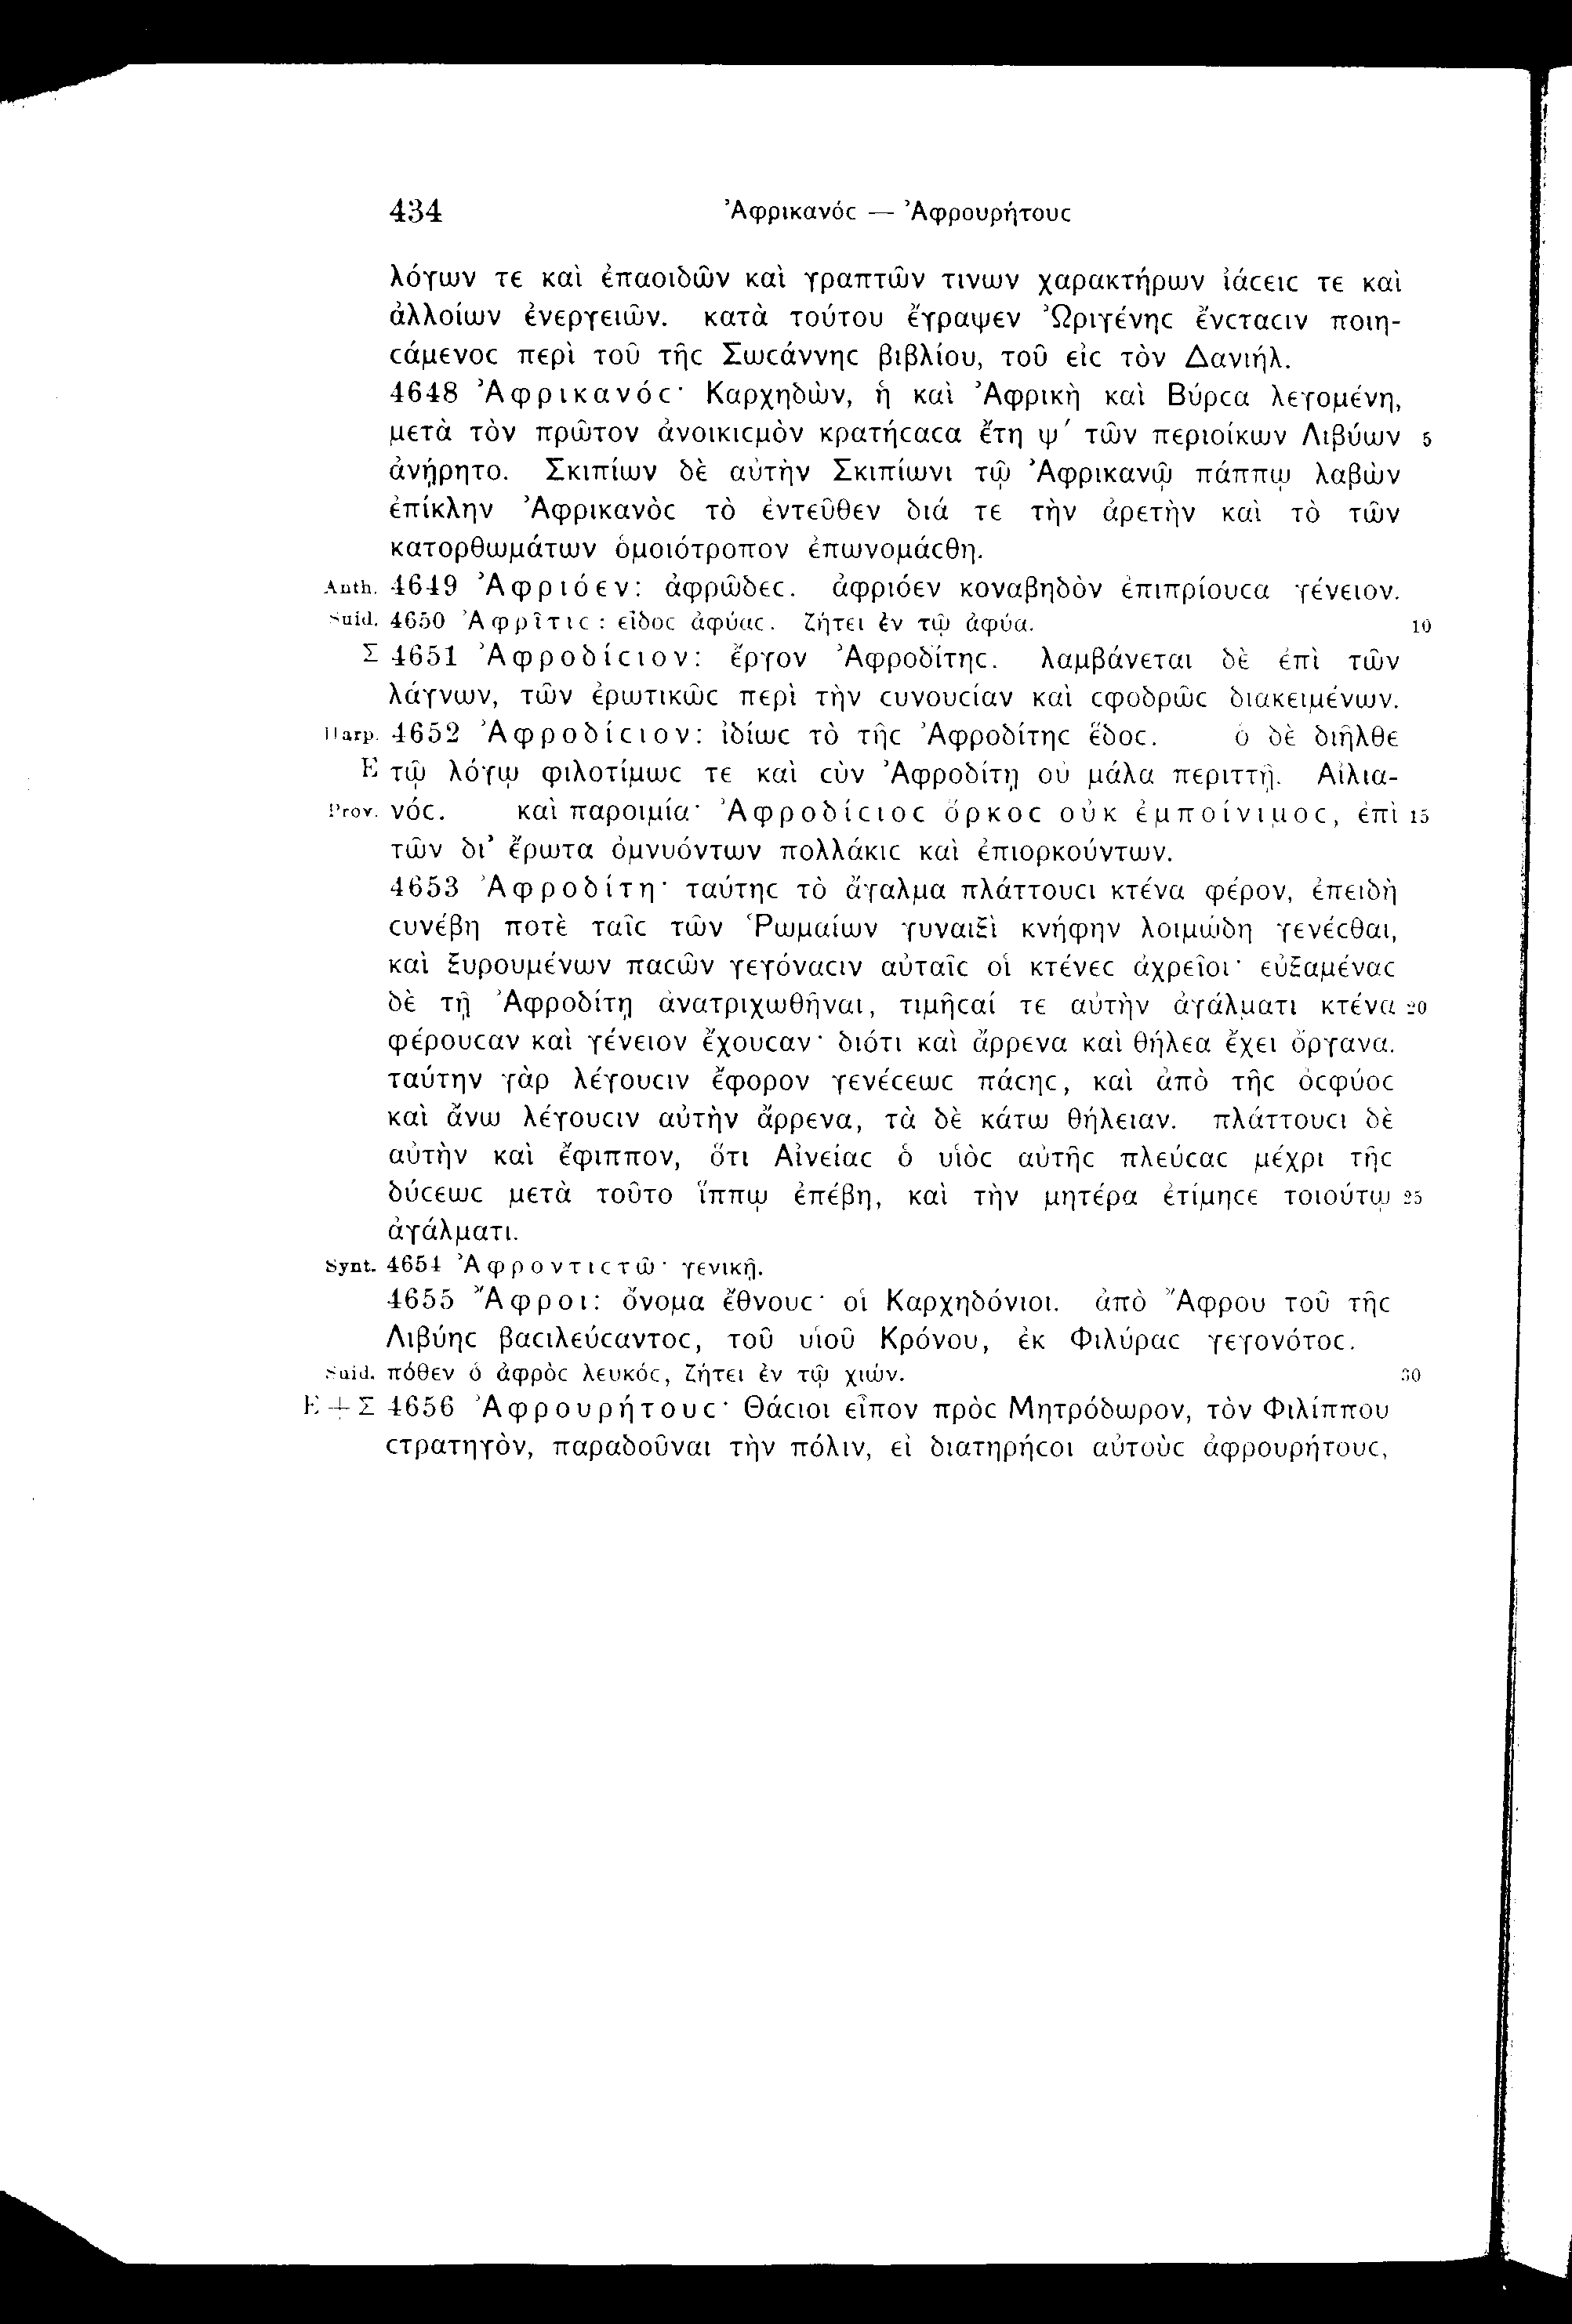 434 Ἀφρικανόϲ — Ἀφρουρήτουϲ
λόγων τε καὶ ἐπαοιδῶν καὶ γραπτῶν τινων χαρακτήρων ἰάϲειϲ τε καὶ
ἀλλοίων ἐνεργειῶν. κατὰ τούτου ἔγραψεν Ὠριγένηϲ ἔνϲταϲιν ποιη-
ϲάμενοϲ περὶ τοῦ τῆϲ Σωϲάννηϲ βιβλίου, τοῦ εἰϲ τὸν Δανιήλ.
4648 Ἀφρικανόϲ· Καρχηδών, ἡ καὶ Ἀφρικὴ καὶ Βύρϲα λεγομένη,
μετὰ τὸν πρῶτον ἀνοικιϲμὸν κρατήϲαϲα ἔτη ψ´ τῶν περιοίκων Λιβύων 5
ἀνῄρητο. Σκιπίων δὲ αὐτὴν Σκιπίωνι τῷ Ἀφρικανῷ πάππῳ λαβὼν
ἐπίκλην Ἀφρικανὸϲ τὸ ἐντεῦθεν διά τε τὴν ἀρετὴν καὶ τὸ τῶν
κατορθωμάτων ὁμοιότροπον ἐπωνομάϲθη.
Anth. 4649 Ἀφριόεν: ἀφρῶδεϲ. ἀφριόεν κοναβηδὸν ἐπιπρίουϲα γένειον.
Suid. 4650 Ἀφρῖτιϲ: εἶδοϲ ἀφύαϲ. ζήτει ἐν τῷ ἀφύα. 10
Σ 4651 Ἀφροδίϲιον: ἔργον Ἀφροδίτηϲ. λαμβάνεται δὲ ἐπὶ τῶν
λάγνων, τῶν ἐρωτικῶϲ περὶ τὴν ϲυνουϲίαν καὶ ϲφοδρῶϲ διακειμένων.
Harp. 4652 Ἀφροδίϲιον: ἰδίωϲ τὸ τῆϲ Ἀφροδίτηϲ ἕδοϲ. ὁ δὲ διῆλθε
E τῷ λόγῳ φιλοτίμωϲ τε καὶ ϲὺν Ἀφροδίτῃ οὐ μάλα περιττῇ. Αἰλια-
Prov. νόϲ. καὶ παροιμία· Ἀφροδίϲιοϲ ὅρκοϲ οὐκ ἐμποίνιμοϲ, ἐπὶ 15
τῶν δι’ ἔρωτα ὀμνυόντων πολλάκιϲ καὶ ἐπιορκούντων.
4653 Ἀφροδίτη· ταύτηϲ τὸ ἄγαλμα πλάττουϲι κτένα φέρον, ἐπειδὴ
ϲυνέβη ποτὲ ταῖϲ τῶν Ῥωμαίων γυναιξὶ κνήφην λοιμώδη γενέϲθαι,
καὶ ξυρουμένων παϲῶν γεγόναϲιν αὐταῖϲ οἱ κτένεϲ ἀχρεῖοι· εὐξαμέναϲ
δὲ τῇ Ἀφροδίτῃ ἀνατριχωθῆναι, τιμῆϲαί τε αὐτὴν ἀγάλματι κτένα 20
φέρουϲαν καὶ γένειον ἔχουϲαν· διότι καὶ ἄρρενα καὶ θήλεα ἔχει ὄργανα.
ταύτην γὰρ λέγουϲιν ἔφορον γενέϲεωϲ πάϲηϲ, καὶ ἀπὸ τῆϲ ὀϲφύοϲ
καὶ ἄνω λέγουϲιν αὐτὴν ἄρρενα, τὰ δὲ κάτω θήλειαν. πλάττουϲι δὲ
αὐτὴν καὶ ἔφιππον, ὅτι Αἰνείαϲ ὁ υἱὸϲ αὐτῆϲ πλεύϲαϲ μέχρι τῆϲ
δύϲεωϲ μετὰ τοῦτο ἵππῳ ἐπέβη, καὶ τὴν μητέρα ἐτίμηϲε τοιούτῳ 25
ἀγάλματι.
Synt. 4654 Ἀφροντιϲτῶ· γενικῇ.
4655 Ἄφροι: ὄνομα ἔθνουϲ· οἱ Καρχηδόνιοι. ἀπὸ Ἄφρου τοῦ τῆϲ
Λιβύηϲ βαϲιλεύϲαντοϲ, τοῦ υἱοῦ Κρόνου, ἐκ Φιλύραϲ γεγονότοϲ.
Suid. πόθεν ὁ ἀφρὸϲ λευκόϲ, ζήτει ἐν τῷ χιών. 30
E + Σ 4656 Ἀφρουρήτουϲ· Θάϲιοι εἶπον πρὸϲ Μητρόδωρον, τὸν Φιλίππου
ϲτρατηγὸν, παραδοῦναι τὴν πόλιν, εἰ διατηρήϲοι αὐτοὺϲ ἀφρουρήτουϲ,